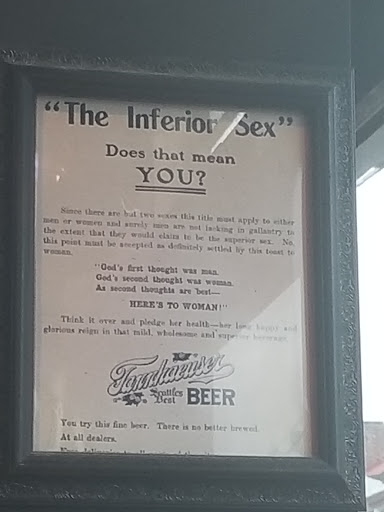 "The Inferior Sex"
Does that mean
YOU?
Since there are but two sexes this title must apply to either
men or women and surely men are not lacking in gallantry to
the extent that they would claim to be the superior sex. No,
this point must be accepted as definitely settled by this toast to
woman.
"God's first thought was man.
God's second thought was woman.
As second thoughts are best—
HERE'S TO WOMAN!"
Think it over and pledge her health—her long happy and
glorious reign in that mild, wholesome and superior beverage.
Tannhaeuser
Seattle's
Best BEER
You try this fine beer. There is no better brewed.
At all dealers.